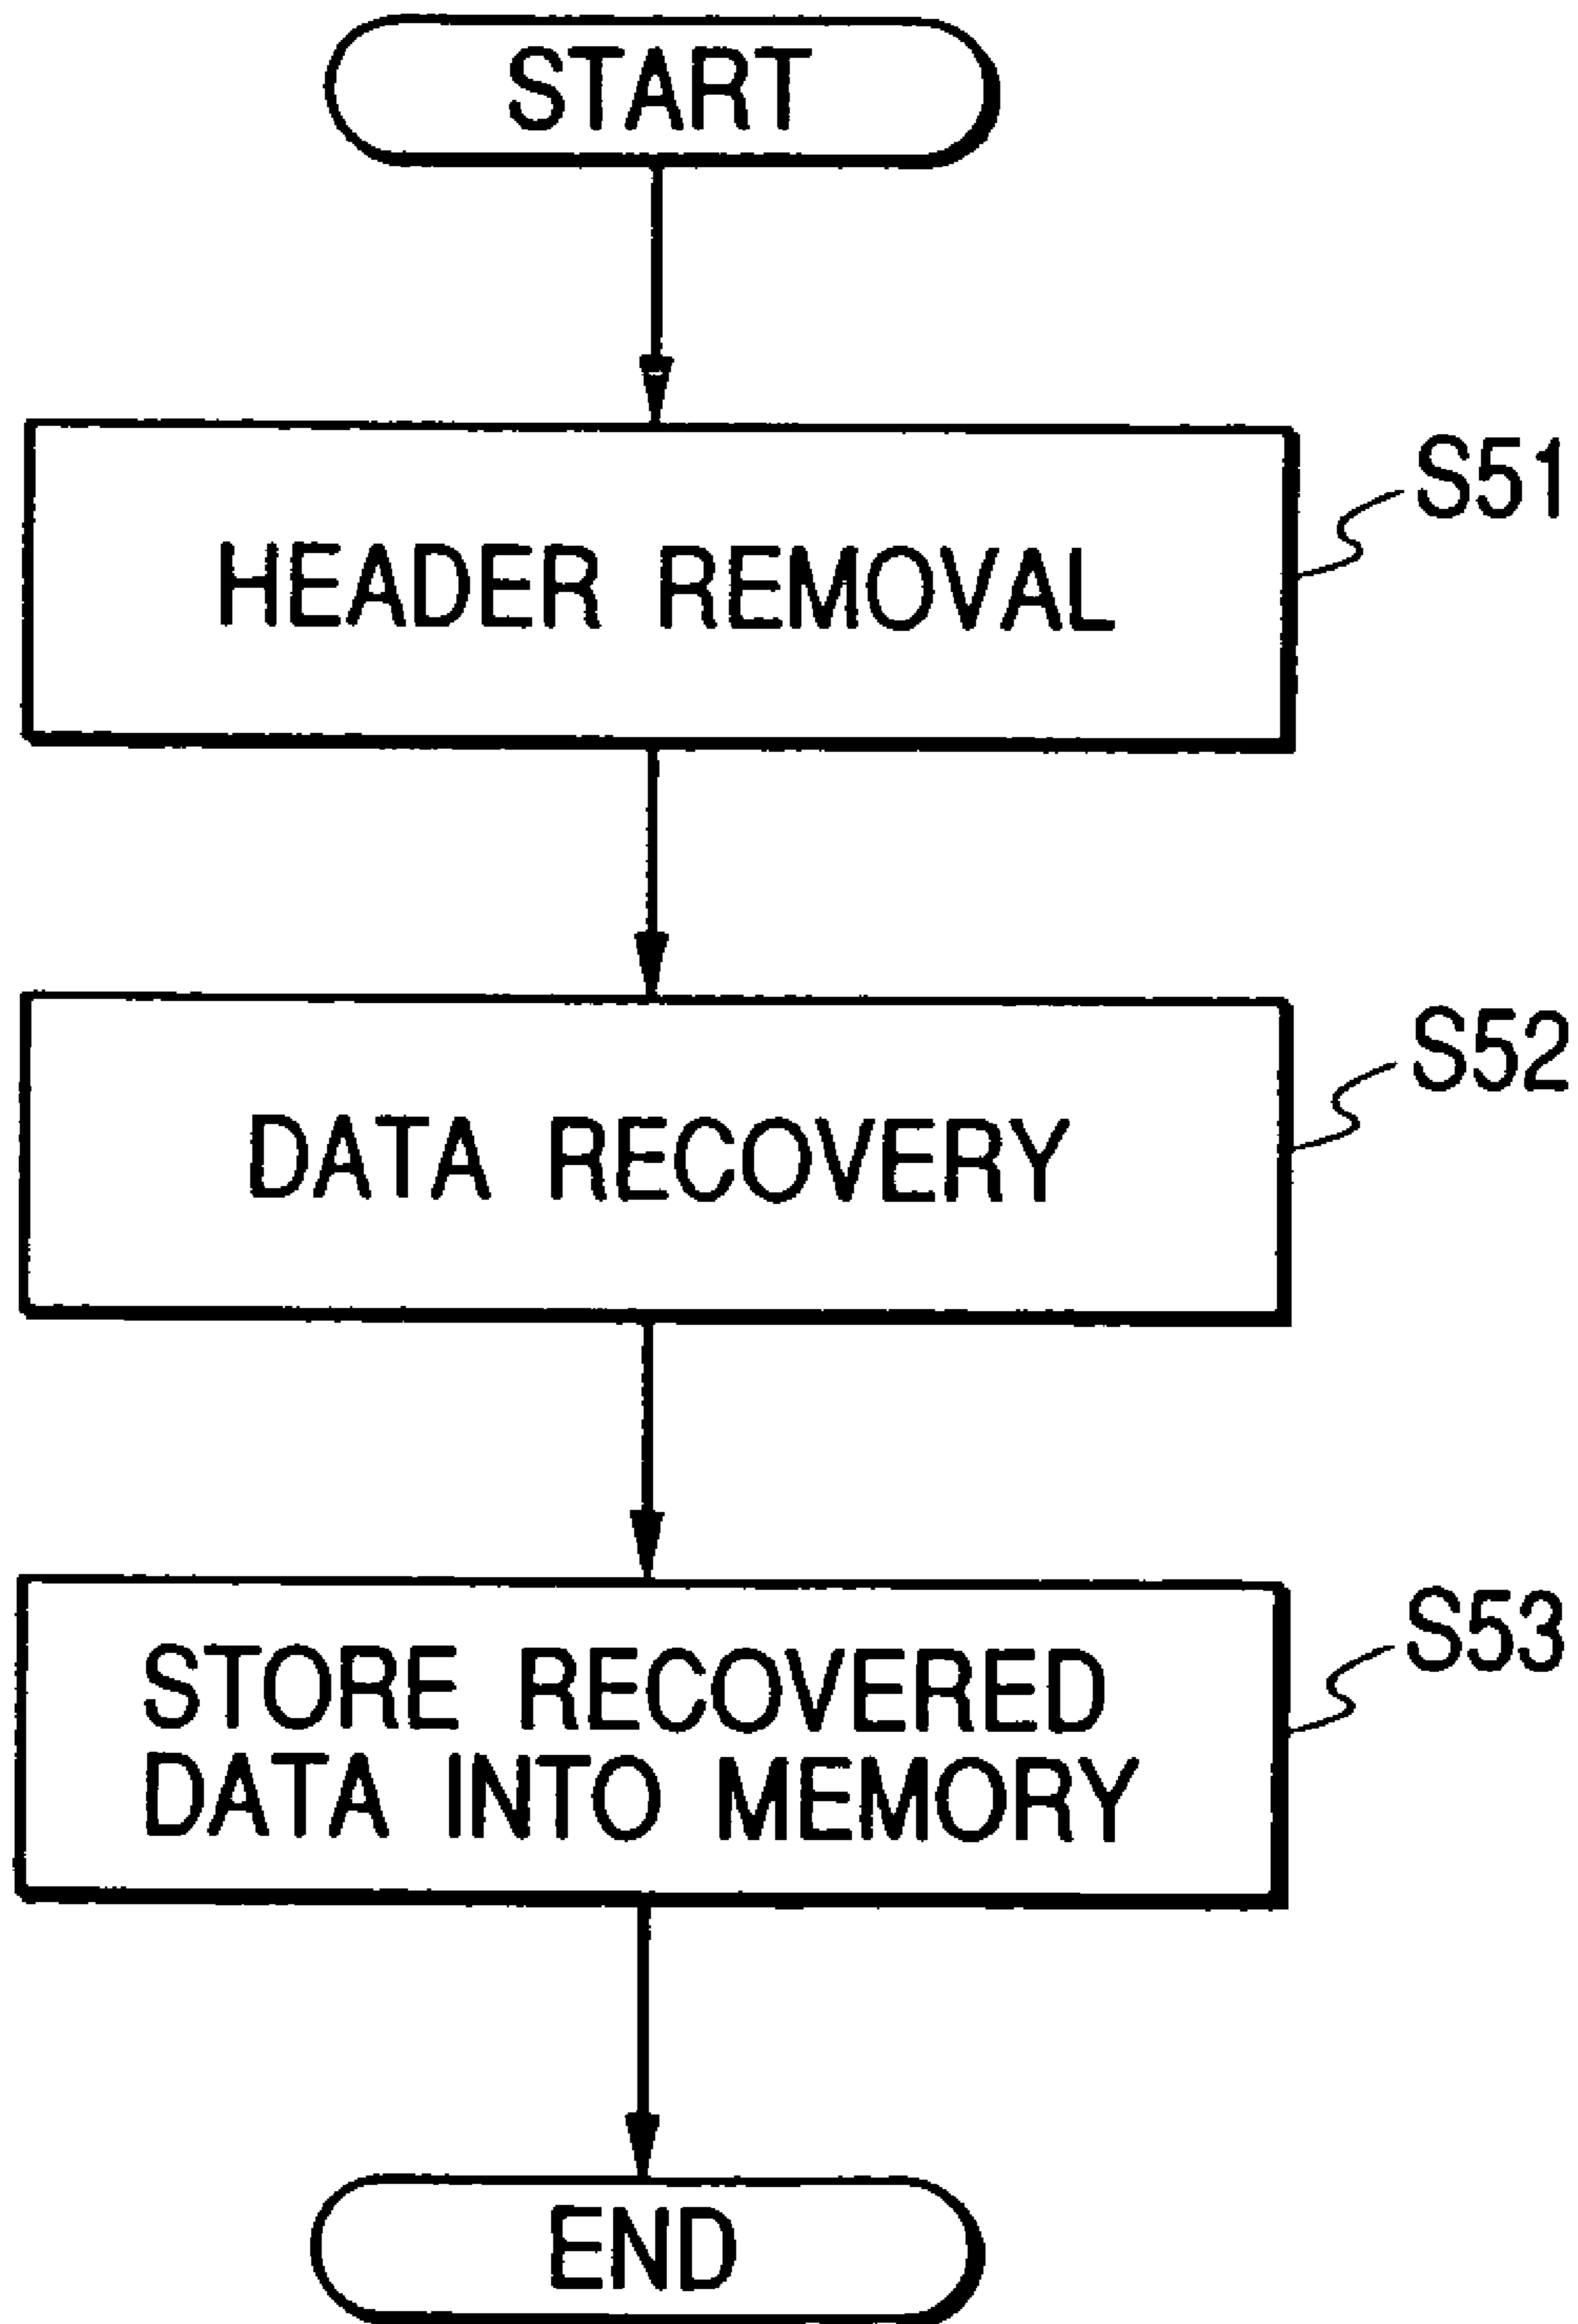 START
HEADER REMOVAL
S51
DATA RECOVERY
S52
STORE RECOVERED
DATA INTO MEMORY
S53
END